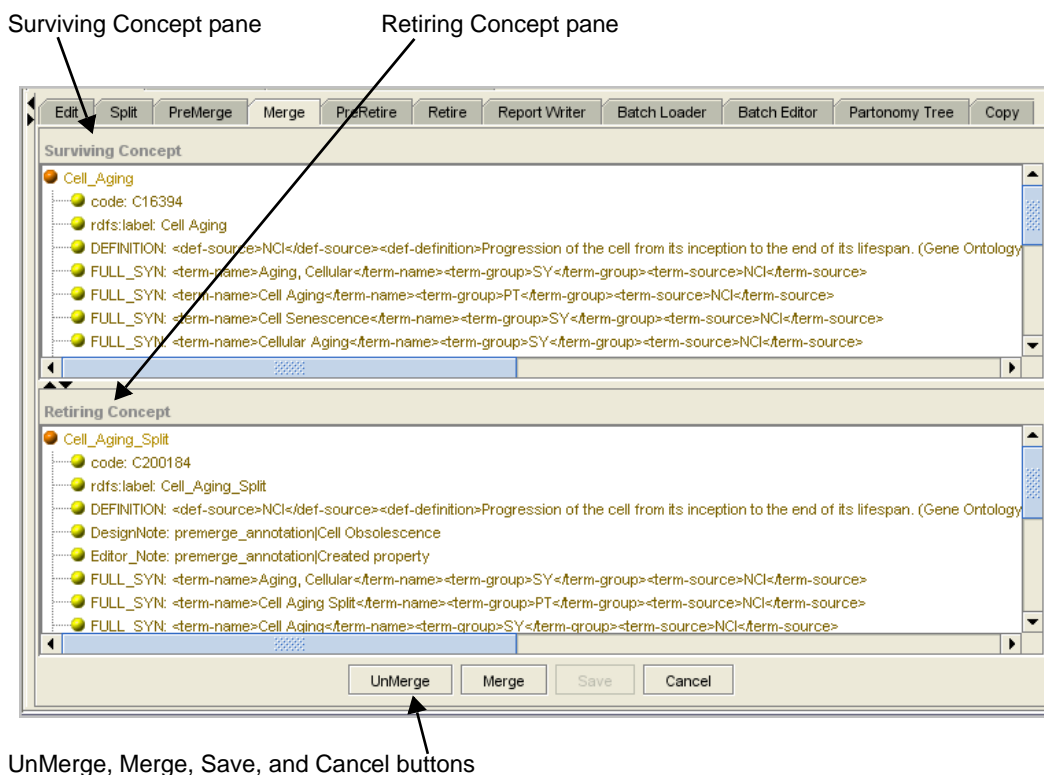 Surviving Concept pane
Retiring Concept pane
Edit Split PreMerge Merge PreRetire Retire Report Writer Batch Loader Batch Editor Partonomy Tree Copy
Surviving Concept
Cell_Aging
code: C16394
rdfs:label: Cell Aging
DEFINITION: <def-source>NCI</def-source><def-definition>Progression of the cell from its inception to the end of its lifespan. (Gene Ontology
FULL_SYN: <term-name>Aging, Cellular</term-name><term-group>SY</term-group><term-source>NCI</term-source>
FULL_SYN: <term-name>Cell Aging</term-name><term-group>PT</term-group><term-source>NCI</term-source>
FULL_SYN: <term-name>Cell Senescence</term-name><term-group>SY</term-group><term-source>NCI</term-source>
FULL_SYN: <term-name>Cellular Aging</term-name><term-group>SY</term-group><term-source>NCI</term-source>
Retiring Concept
Cell_Aging_Split
code: C200184
rdfs:label: Cell_Aging_Split
DEFINITION: <def-source>NCI</def-source><def-definition>Progression of the cell from its inception to the end of its lifespan. (Gene Ontology
DesignNote: premerge_annotation|Cell Obsolescence
Editor_Note: premerge_annotation|Created property
FULL_SYN: <term-name>Aging, Cellular</term-name><term-group>SY</term-group><term-source>NCI</term-source>
FULL_SYN: <term-name>Cell Aging Split</term-name><term-group>PT</term-group><term-source>NCI</term-source>
FULL_SYN: <term-name>Cell Aging</term-name><term-group>SY</term-group><term-source>NCI</term-source>
UnMerge Merge Save Cancel
UnMerge, Merge, Save, and Cancel buttons